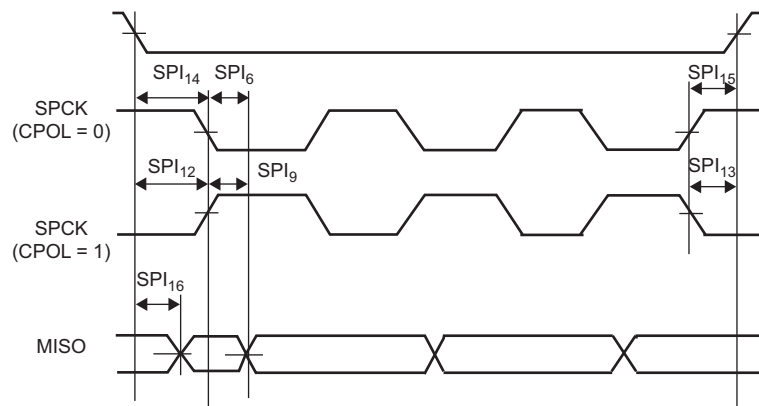 SPI14 SPI6 SPI15
SPCK
(CPOL = 0)
SPI12 SPI9 SPI13
SPCK
(CPOL = 1)
SPI16
MISO